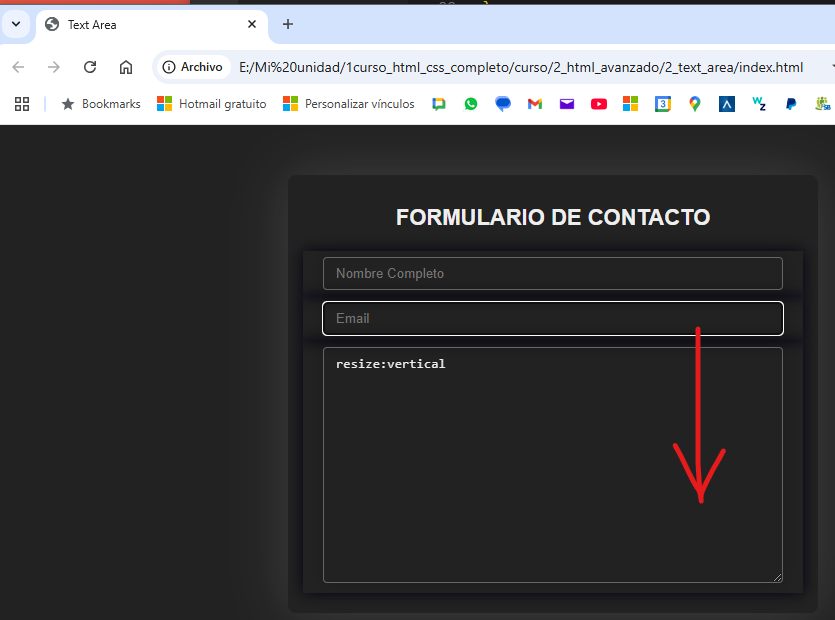 Text Area
Archivo
E:/Mi%20unidad/1curso_html_css_completo/curso/2_html_avanzado/2_text_area/index.html
Bookmarks
Hotmail gratuito
Personalizar vínculos
3
W
Z
FORMULARIO DE CONTACTO
Nombre Completo
Email
resize:vertical